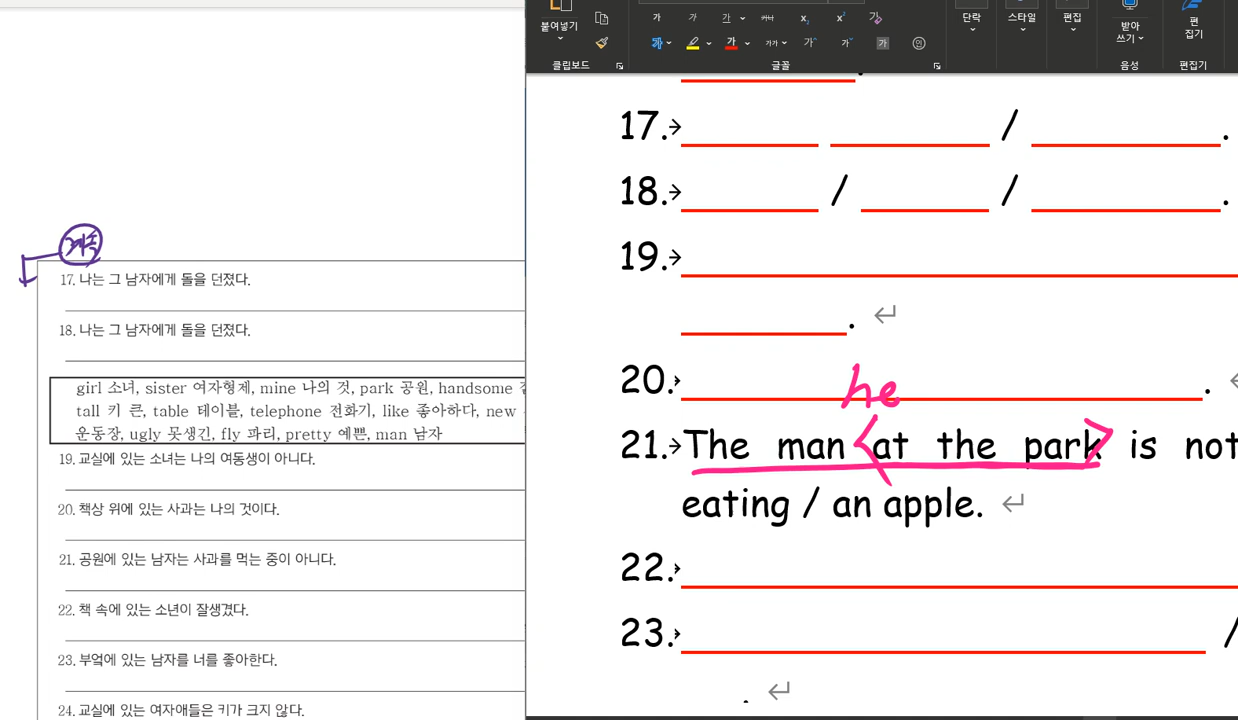 붙여넣기
가 가 가 가
단락 스타일 편집 받아쓰기 편집기
클립보드 글꼴 음성 편집기
계속
17. 나는 그 남자에게 돌을 던졌다.
18. 나는 그 남자에게 돌을 던졌다.
girl 소녀, sister 여자형제, mine 나의 것, park 공원, handsome
tall 키 큰, table 테이블, telephone 전화기, like 좋아하다, new
운동장, ugly 못생긴, fly 파리, pretty 예쁜, man 남자
19. 교실에 있는 소녀는 나의 여동생이 아니다.
20. 책상 위에 있는 사과는 나의 것이다.
21. 공원에 있는 남자는 사과를 먹는 중이 아니다.
22. 책 속에 있는 소년이 잘생겼다.
23. 부엌에 있는 남자를 너를 좋아한다.
24. 교실에 있는 여자애들은 키가 크지 않다.
17. / .
18. / / .
19.
.
20. .
he
21. The man <at the park> is not
eating / an apple.
22.
23. /
.